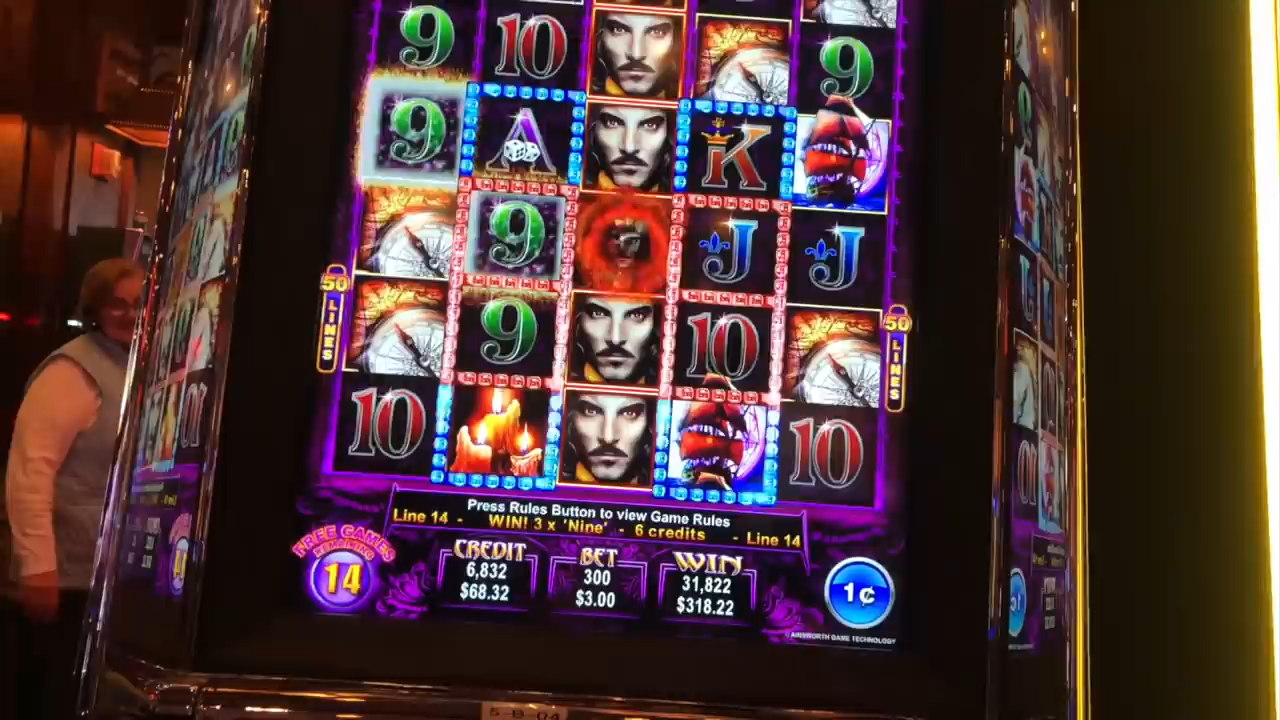 9 10 9
9 A K
9 J J
50 LINES
9 10
50 LINES
10 10
Press Rules Button to view Game Rules
Line 14 - WIN! 3 x 'Nine' - 6 credits - Line 14
FREE GAMES
REMAINING
14
CREDIT
6,832
$68.32
BET
300
$3.00
WIN
31,822
$318.22
1¢
© AINSWORTH GAME TECHNOLOGY